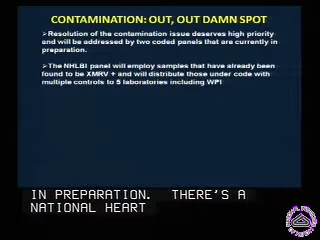 CONTAMINATION: OUT, OUT DAMN SPOT
➢Resolution of the contamination issue deserves high priority
and will be addressed by two coded panels that are currently in
preparation.
➢The NHLBI panel will employ samples that have already been
found to be XMRV + and will distribute those under code with
multiple controls to 5 laboratories including WPI
IN PREPARATION. THERE'S A
NATIONAL HEART